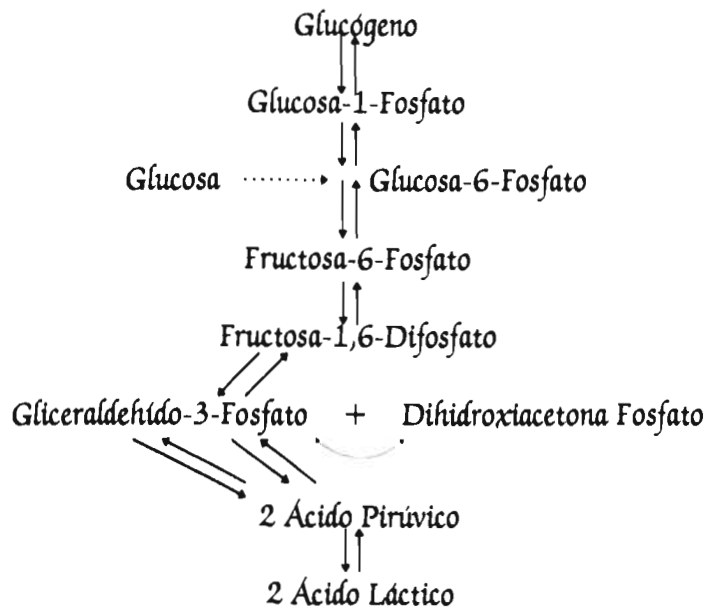 Glucógeno
Glucosa-1-Fosfato
Glucosa Glucosa-6-Fosfato
Fructosa-6-Fosfato
Fructosa-1,6-Difosfato
Gliceraldehído-3-Fosfato + Dihidroxiacetona Fosfato
2 Ácido Pirúvico
2 Ácido Láctico